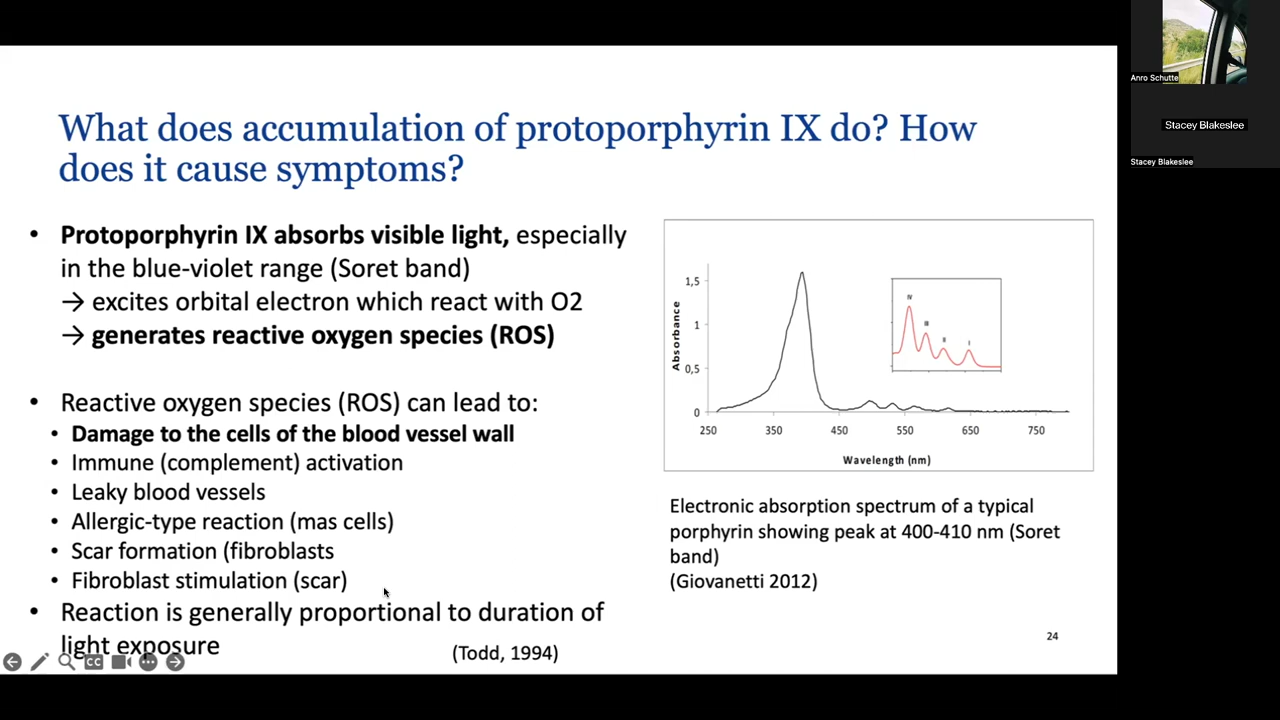 What does accumulation of protoporphyrin IX do? How
does it cause symptoms?
• Protoporphyrin IX absorbs visible light, especially
in the blue-violet range (Soret band)
→ excites orbital electron which react with O2
→ generates reactive oxygen species (ROS)
• Reactive oxygen species (ROS) can lead to:
• Damage to the cells of the blood vessel wall
• Immune (complement) activation
• Leaky blood vessels
• Allergic-type reaction (mas cells)
• Scar formation (fibroblasts
• Fibroblast stimulation (scar)
• Reaction is generally proportional to duration of
light exposure
(Todd, 1994)
CC
Absorbance
1,5
1
0,5
0
250 350 450 550 650 750
Wavelength (nm)
IV
III
II
I
Electronic absorption spectrum of a typical
porphyrin showing peak at 400-410 nm (Soret
band)
(Giovanetti 2012)
24
Anro Schutte
Stacey Blakeslee
Stacey Blakeslee